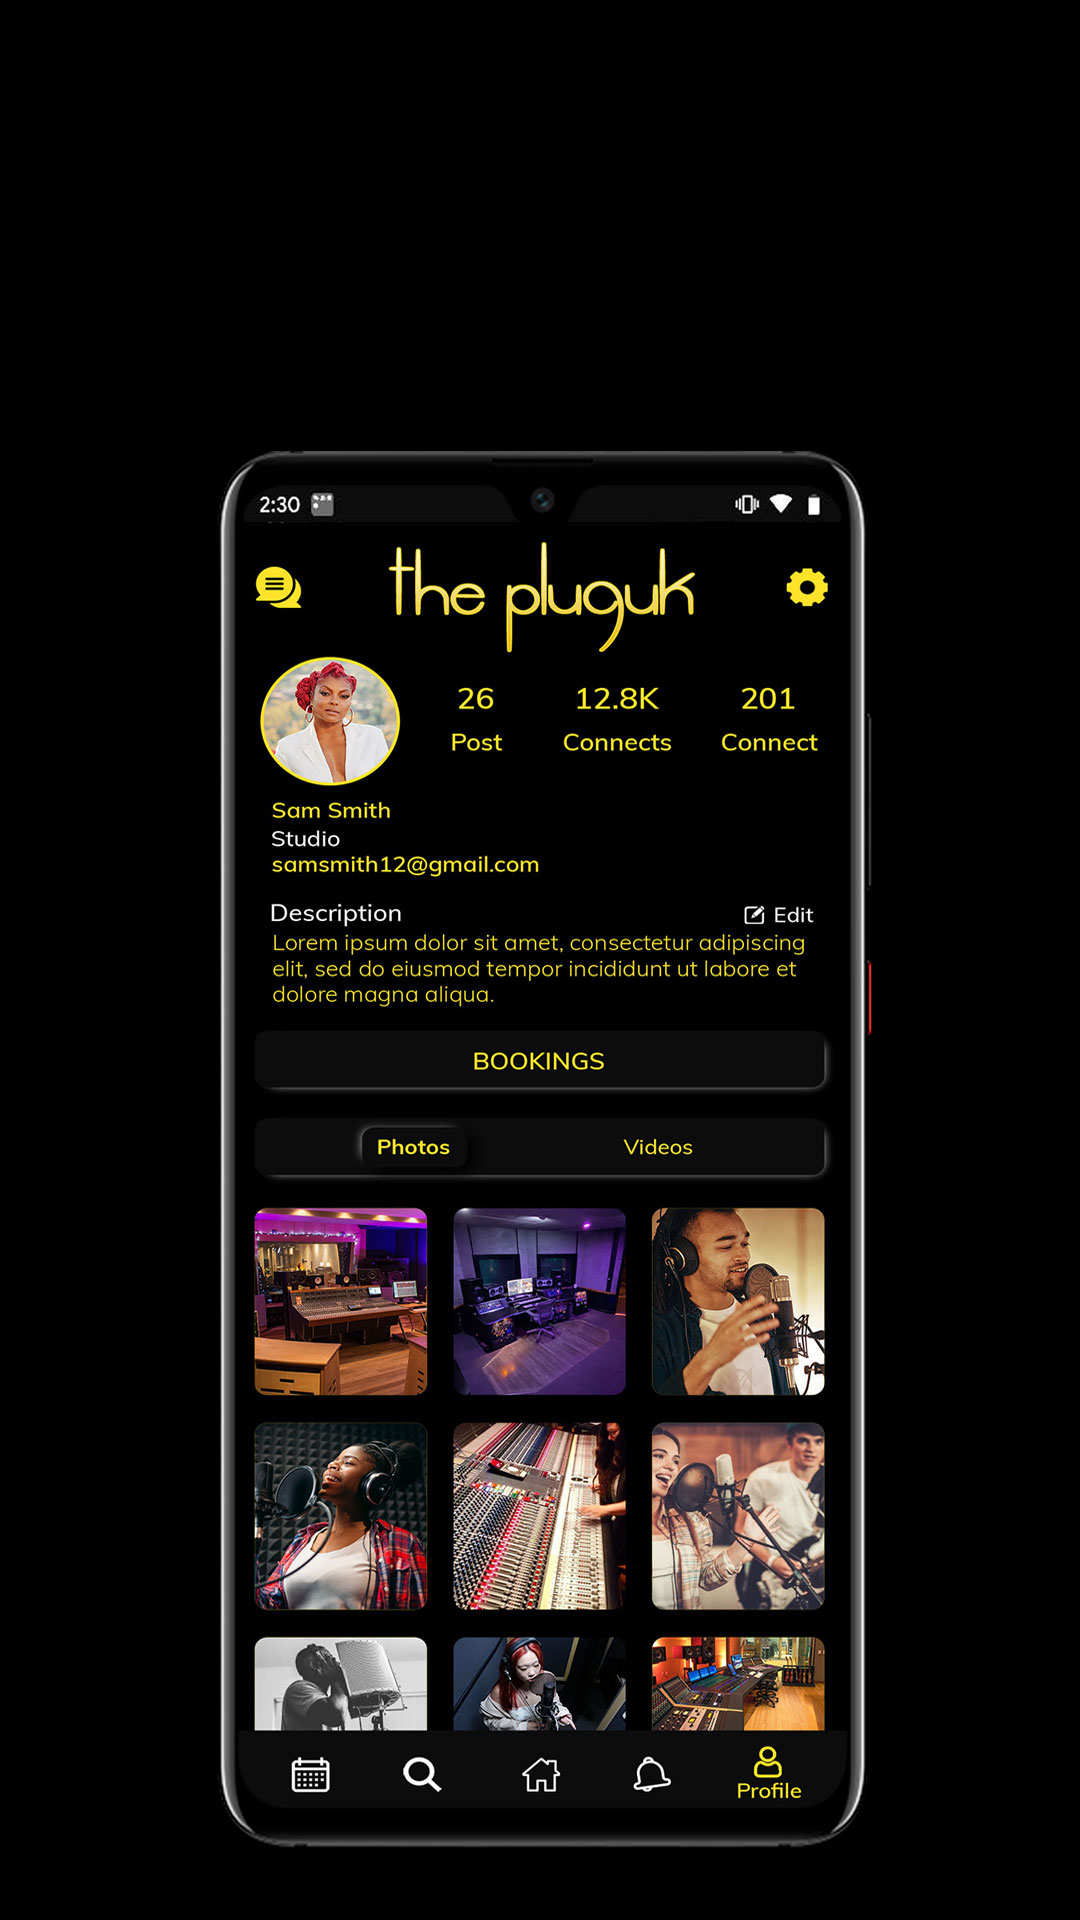 2:30
the pluguk
26 12.8K 201
Post Connects Connect
Sam Smith
Studio
samsmith12@gmail.com
Description Edit
Lorem ipsum dolor sit amet, consectetur adipiscing
elit, sed do eiusmod tempor incididunt ut labore et
dolore magna aliqua.
BOOKINGS
Photos Videos
Profile